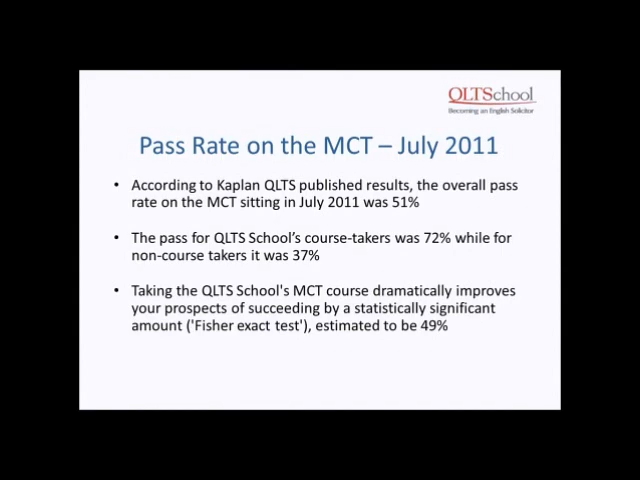 QLTSchool
Becoming an English Solicitor
Pass Rate on the MCT – July 2011
• According to Kaplan QLTS published results, the overall pass
rate on the MCT sitting in July 2011 was 51%
• The pass for QLTS School's course-takers was 72% while for
non-course takers it was 37%
• Taking the QLTS School's MCT course dramatically improves
your prospects of succeeding by a statistically significant
amount ('Fisher exact test'), estimated to be 49%